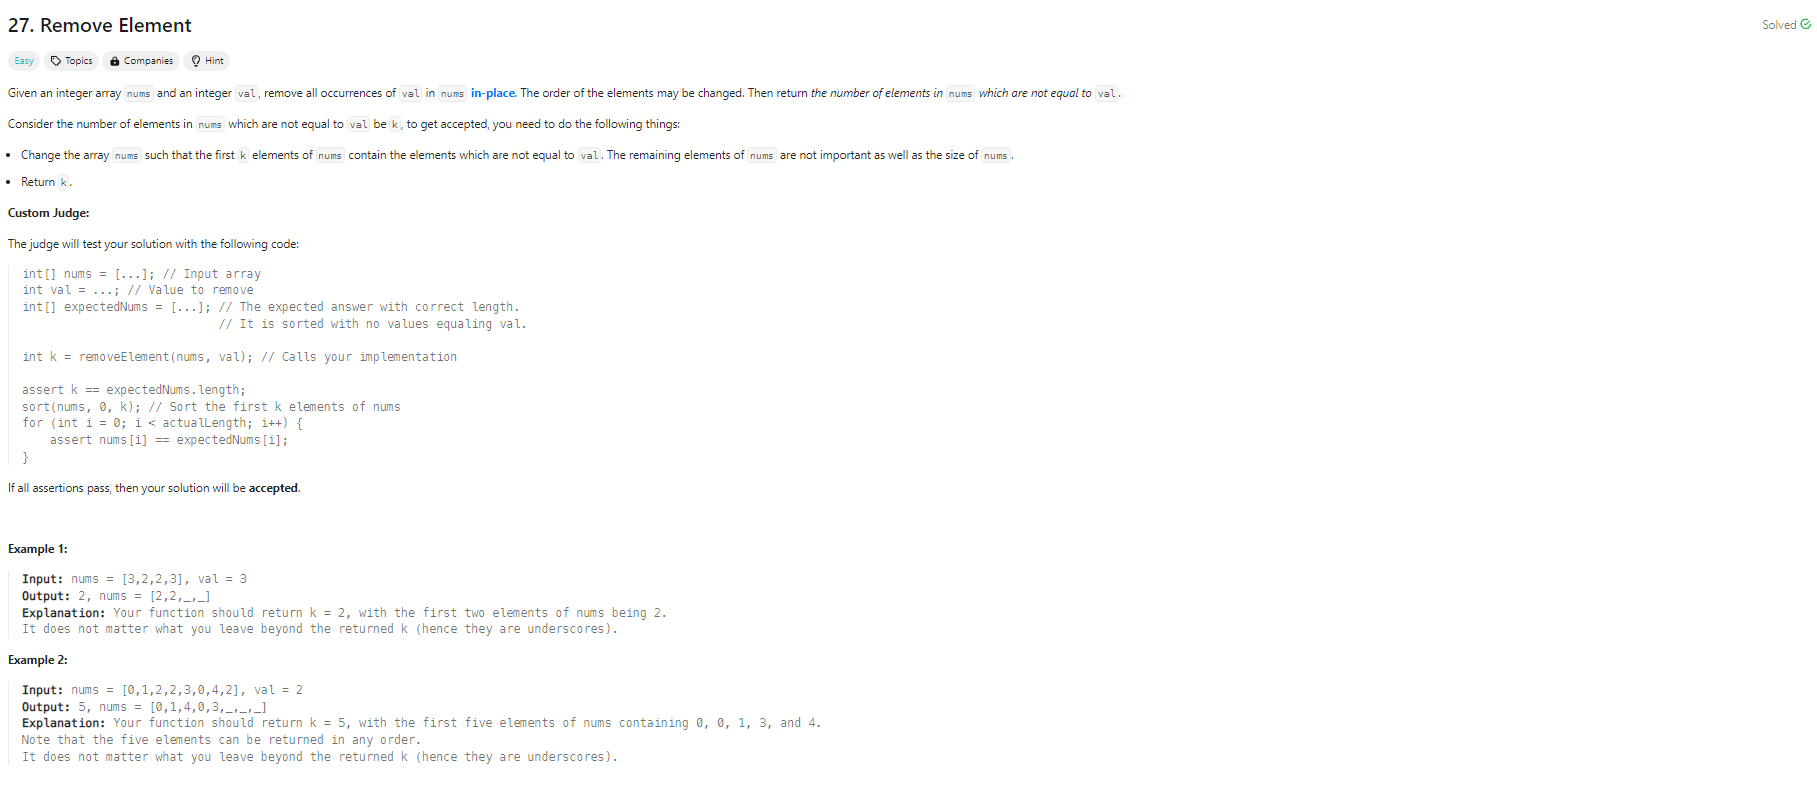 27. Remove Element
Solved
Easy Topics Companies Hint
Given an integer array nums and an integer val, remove all occurrences of val in nums in-place. The order of the elements may be changed. Then return the number of elements in nums which are not equal to val.
Consider the number of elements in nums which are not equal to val be k, to get accepted, you need to do the following things:
• Change the array nums such that the first k elements of nums contain the elements which are not equal to val. The remaining elements of nums are not important as well as the size of nums.
• Return k.
Custom Judge:
The judge will test your solution with the following code:
int[] nums = [...]; // Input array
int val = ...; // Value to remove
int[] expectedNums = [...]; // The expected answer with correct length.
// It is sorted with no values equaling val.
int k = removeElement(nums, val); // Calls your implementation
assert k == expectedNums.length;
sort(nums, 0, k); // Sort the first k elements of nums
for (int i = 0; i < actualLength; i++) {
assert nums[i] == expectedNums[i];
}
If all assertions pass, then your solution will be accepted.
Example 1:
Input: nums = [3,2,2,3], val = 3
Output: 2, nums = [2,2,_,_]
Explanation: Your function should return k = 2, with the first two elements of nums being 2.
It does not matter what you leave beyond the returned k (hence they are underscores).
Example 2:
Input: nums = [0,1,2,2,3,0,4,2], val = 2
Output: 5, nums = [0,1,4,0,3,_,_,_]
Explanation: Your function should return k = 5, with the first five elements of nums containing 0, 0, 1, 3, and 4.
Note that the five elements can be returned in any order.
It does not matter what you leave beyond the returned k (hence they are underscores).